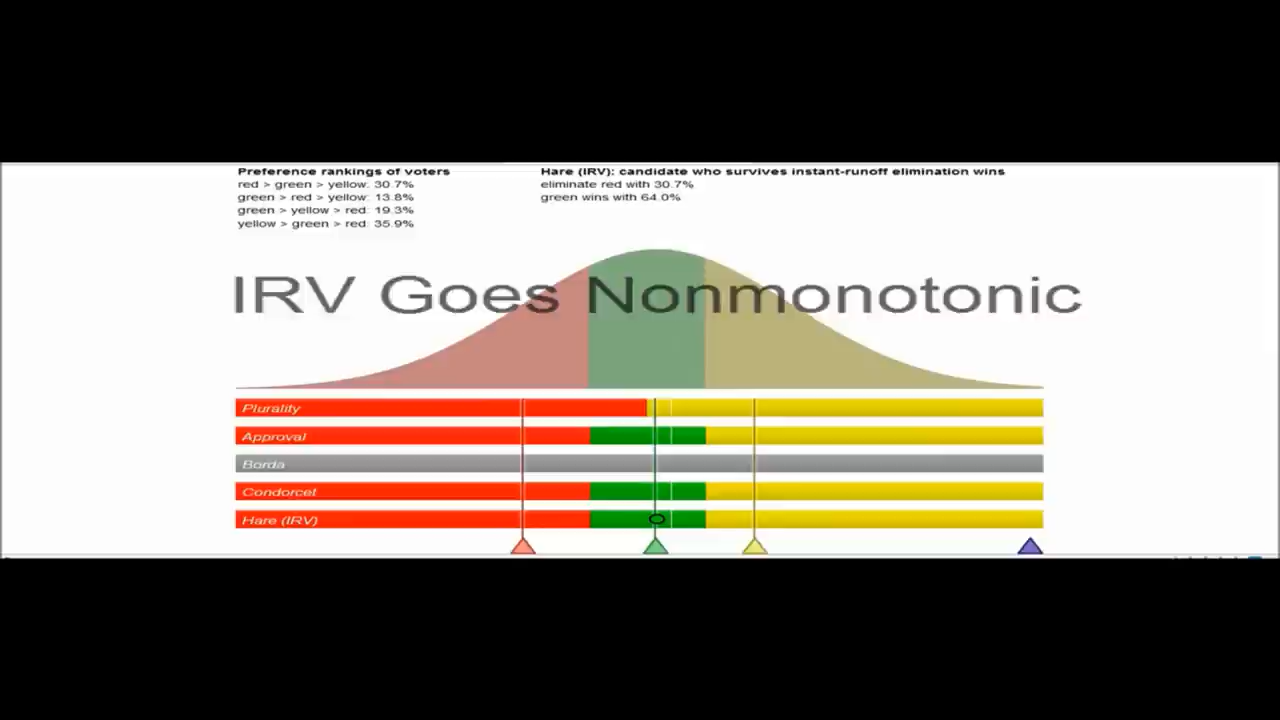 Preference rankings of voters
red > green > yellow: 30.7%
green > red > yellow: 13.8%
green > yellow > red: 19.3%
yellow > green > red: 35.9%
Hare (IRV): candidate who survives instant-runoff elimination wins
eliminate red with 30.7%
green wins with 64.0%
IRV Goes Nonmonotonic
Plurality
Approval
Borda
Condorcet
Hare (IRV)